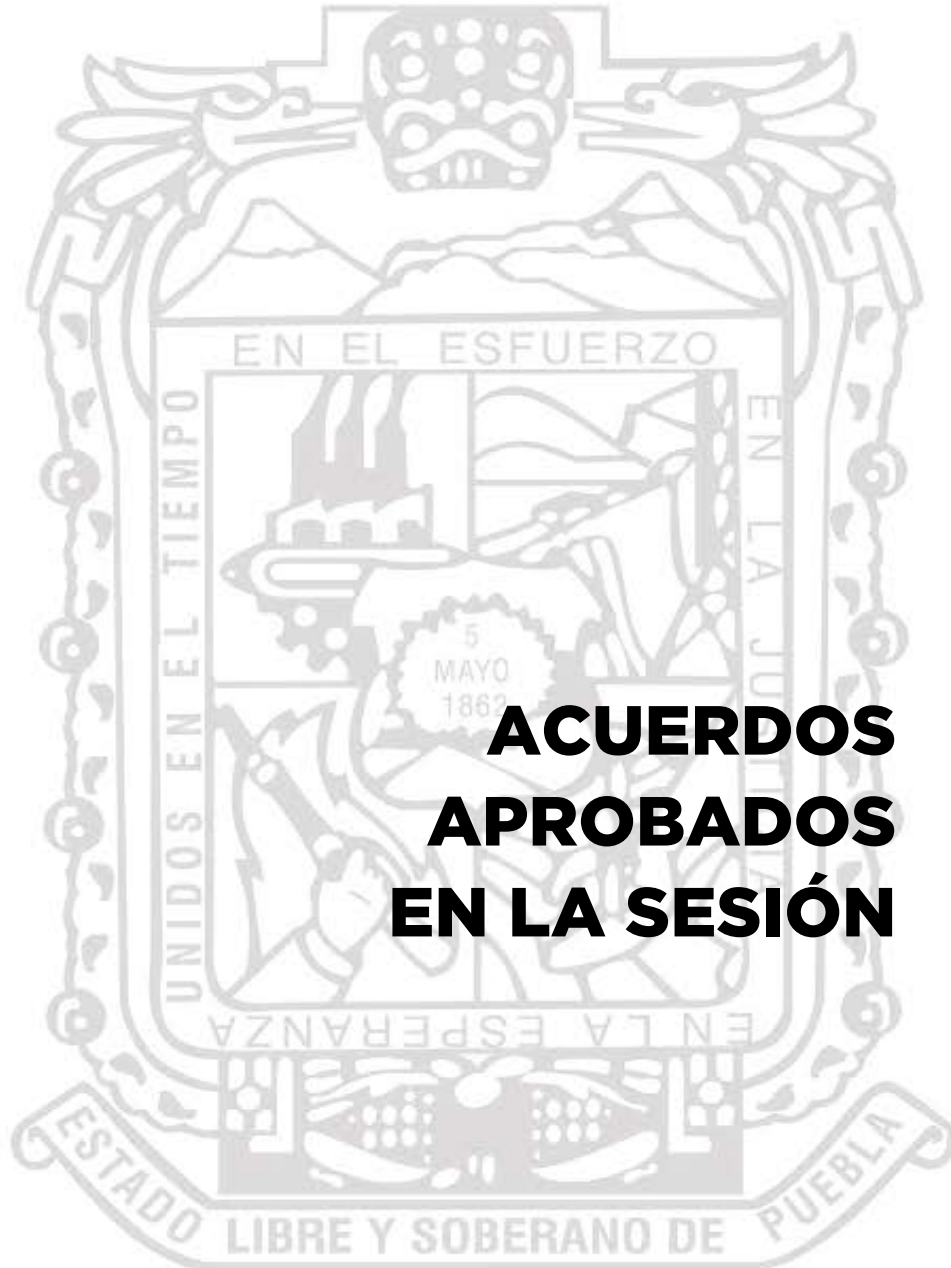 EN EL ESFUERZO
EN LA JUSTICIA
UNIDOS EN EL TIEMPO
5
MAYO
1862
ACUERDOS
APROBADOS
EN LA SESIÓN
EN LA ESPERANZA
ESTADO LIBRE Y SOBERANO DE PUEBLA